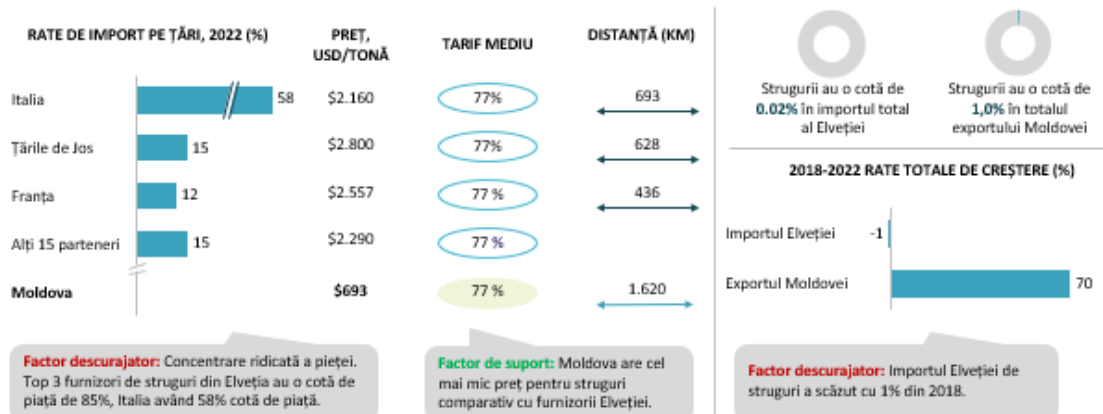 RATE DE IMPORT PE ȚĂRI, 2022 (%)
PREȚ,
USD/TONĂ
TARIF MEDIU
DISTANȚĂ (KM)
Italia
58
$2.160
77%
693
Țările de Jos
15
$2.800
77%
628
Franța
12
$2.557
77%
436
Alți 15 parteneri
15
$2.290
77 %
Moldova
$693
77 %
1.620
Factor descurajator: Concentrare ridicată a pieței.
Top 3 furnizori de struguri din Elveția au o cotă de
piață de 85%, Italia având 58% cotă de piață.
Factor de suport: Moldova are cel
mai mic preț pentru struguri
comparativ cu furnizorii Elveției.
Strugurii au o cotă de
0.02% în importul total
al Elveției
Strugurii au o cotă de
1,0% în totalul
exportului Moldovei
2018-2022 RATE TOTALE DE CREȘTERE (%)
Importul Elveției
-1
Exportul Moldovei
70
Factor descurajator: Importul Elveției de
struguri a scăzut cu 1% din 2018.